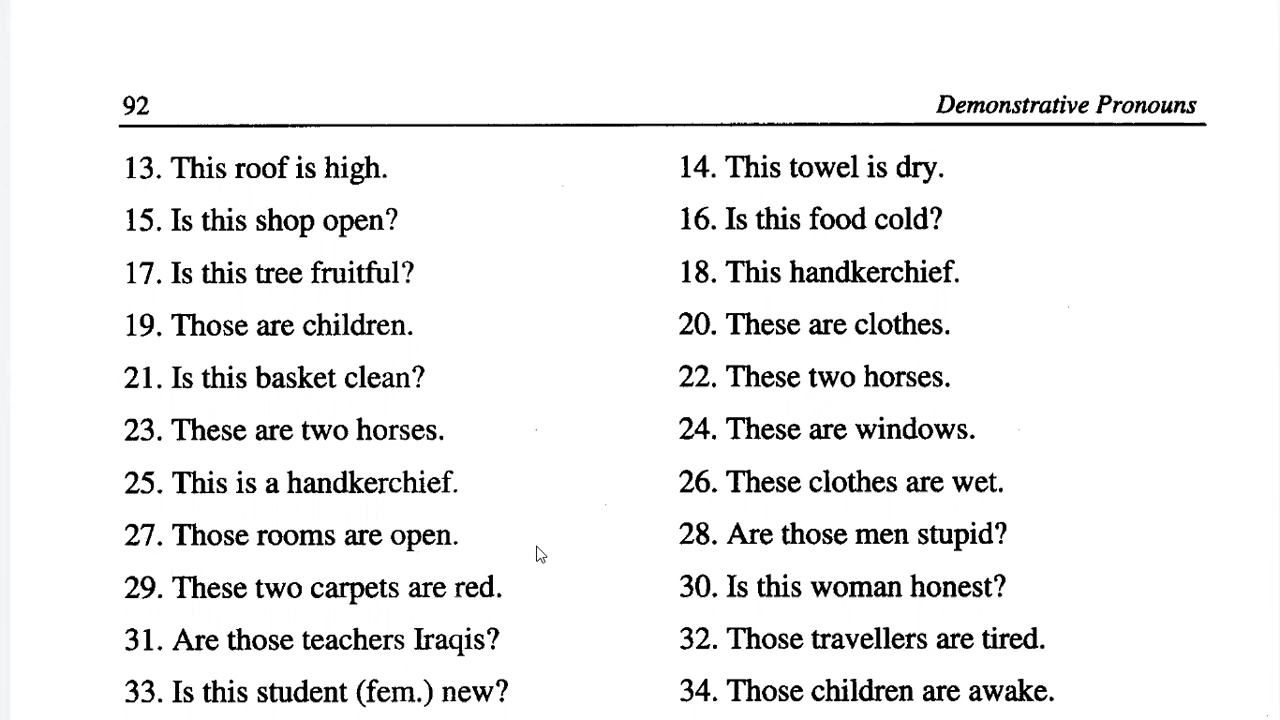 92 Demonstrative Pronouns
13. This roof is high. 14. This towel is dry.
15. Is this shop open? 16. Is this food cold?
17. Is this tree fruitful? 18. This handkerchief.
19. Those are children. 20. These are clothes.
21. Is this basket clean? 22. These two horses.
23. These are two horses. 24. These are windows.
25. This is a handkerchief. 26. These clothes are wet.
27. Those rooms are open. 28. Are those men stupid?
29. These two carpets are red. 30. Is this woman honest?
31. Are those teachers Iraqis? 32. Those travellers are tired.
33. Is this student (fem.) new? 34. Those children are awake.